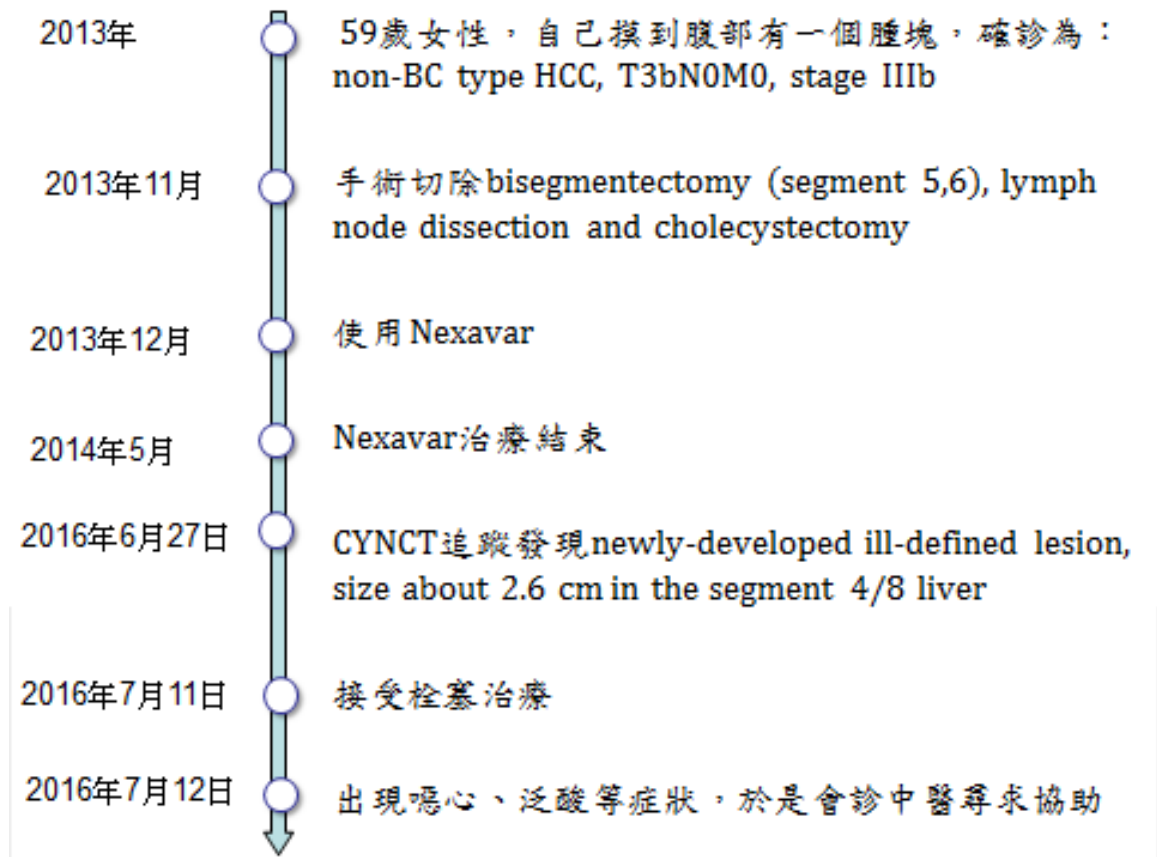 2013年
59歲女性，自己摸到腹部有一個腫塊，確診為：
non-BC type HCC, T3bN0M0, stage IIIb
2013年11月
手術切除bisegmentectomy (segment 5,6), lymph
node dissection and cholecystectomy
2013年12月
使用Nexavar
2014年5月
Nexavar治療結束
2016年6月27日
CYNCT追蹤發現newly-developed ill-defined lesion,
size about 2.6 cm in the segment 4/8 liver
2016年7月11日
接受栓塞治療
2016年7月12日
出現噁心、泛酸等症狀，於是會診中醫尋求協助